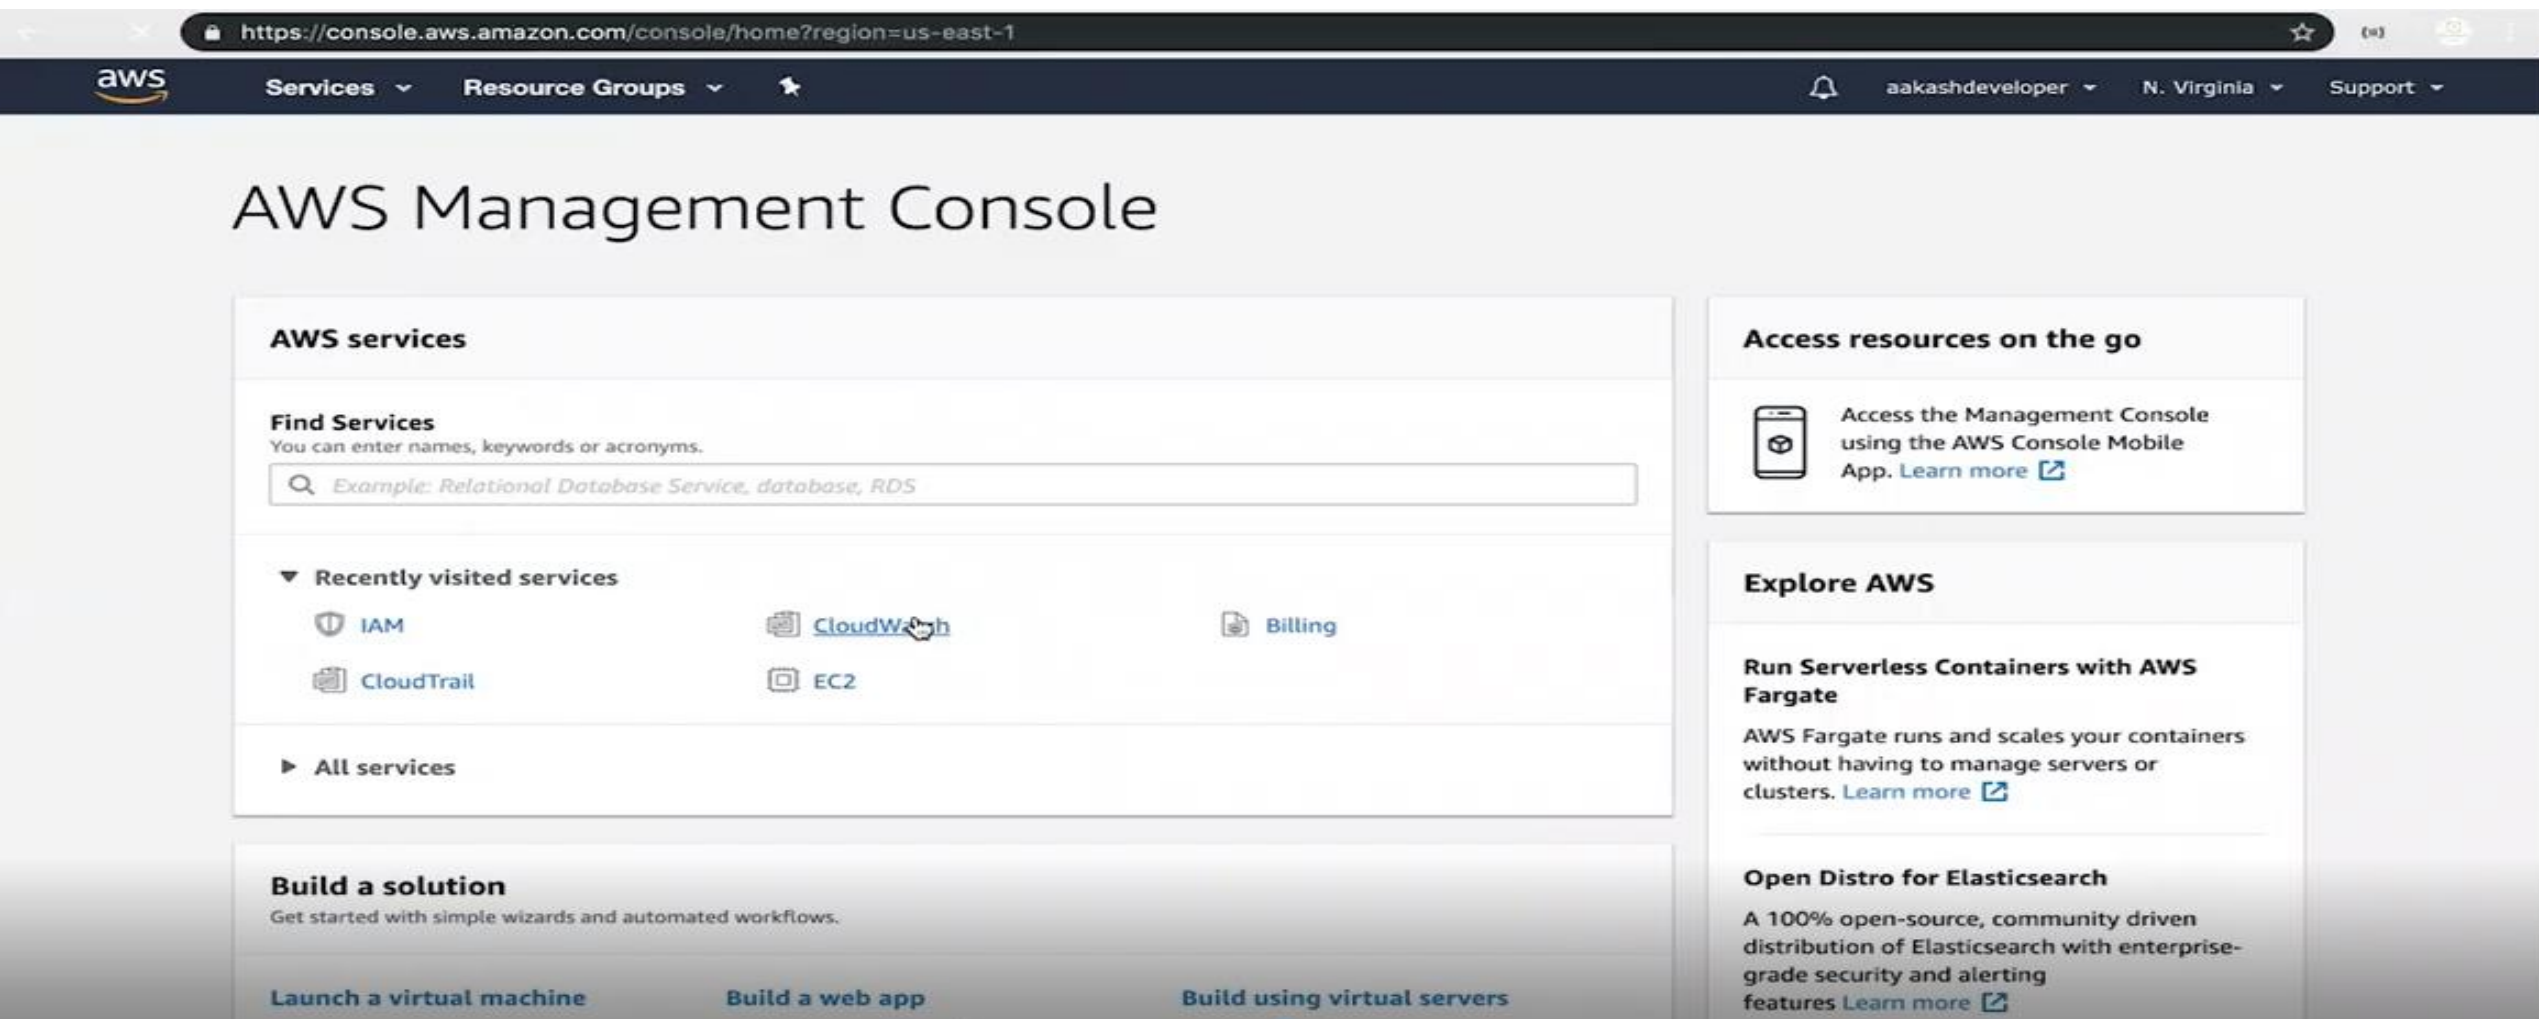 https://console.aws.amazon.com/console/home?region=us-east-1
aws
Services
Resource Groups
aakashdeveloper
N. Virginia
Support
AWS Management Console
AWS services
Find Services
You can enter names, keywords or acronyms.
Example: Relational Database Service, database, RDS
Recently visited services
IAM
CloudWatch
Billing
CloudTrail
EC2
All services
Build a solution
Get started with simple wizards and automated workflows.
Launch a virtual machine
Build a web app
Build using virtual servers
Access resources on the go
Access the Management Console
using the AWS Console Mobile
App. Learn more
Explore AWS
Run Serverless Containers with AWS
Fargate
AWS Fargate runs and scales your containers
without having to manage servers or
clusters. Learn more
Open Distro for Elasticsearch
A 100% open-source, community driven
distribution of Elasticsearch with enterprise-
grade security and alerting
features Learn more